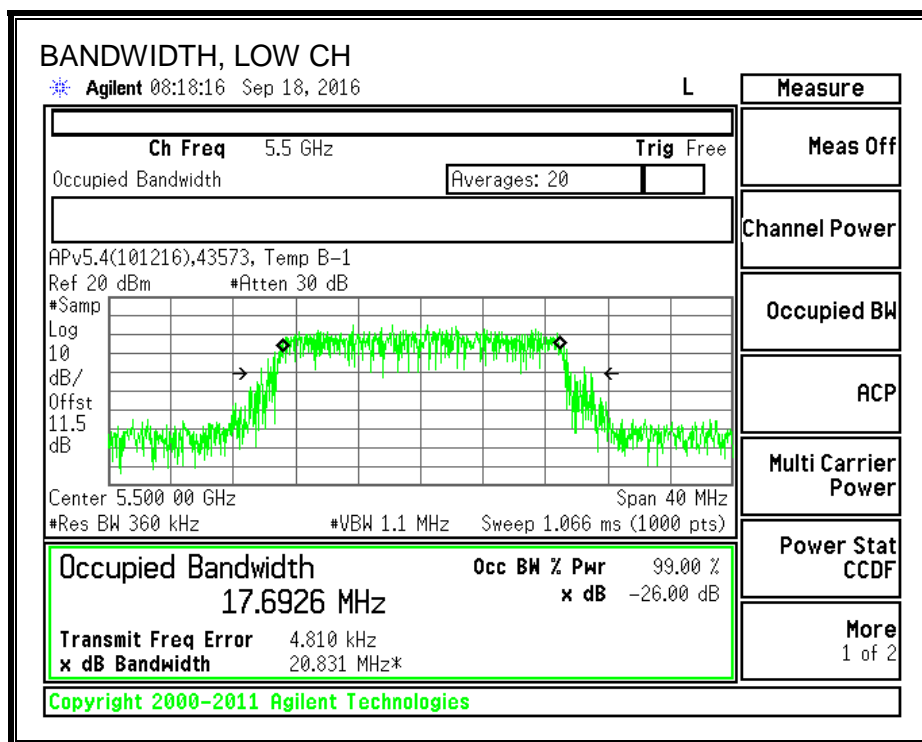 BANDWIDTH, LOW CH
Agilent 08:18:16 Sep 18, 2016 L
Measure
Ch Freq 5.5 GHz Trig Free
Meas Off
Occupied Bandwidth Averages: 20
Channel Power
APv5.4(101216),43573, Temp B-1
Ref 20 dBm #Atten 30 dB
#Samp
Log
10
dB/
Offst
11.5
dB
Occupied BW
ACP
Multi Carrier
Power
Center 5.500 00 GHz Span 40 MHz
#Res BW 360 kHz #VBW 1.1 MHz Sweep 1.066 ms (1000 pts)
Power Stat
CCDF
Occupied Bandwidth Occ BW % Pwr 99.00 %
17.6926 MHz x dB -26.00 dB
Transmit Freq Error 4.810 kHz
x dB Bandwidth 20.831 MHz*
More
1 of 2
Copyright 2000-2011 Agilent Technologies